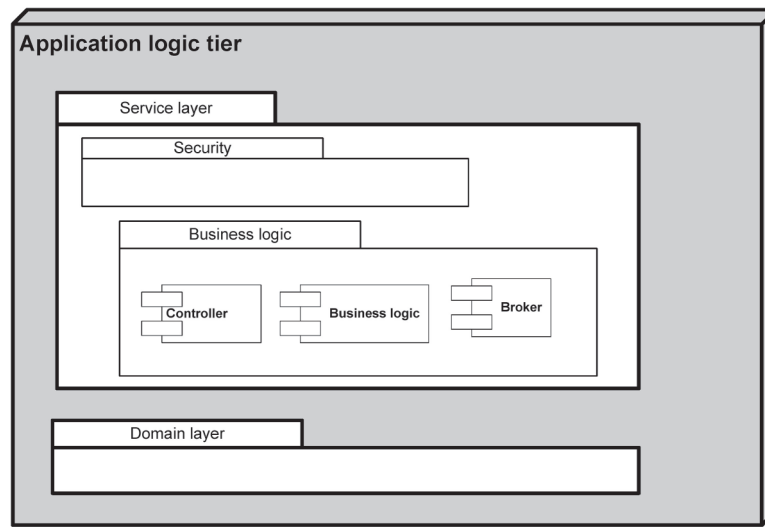 Application logic tier
Service layer
Security
Business logic
Controller
Business logic
Broker
Domain layer